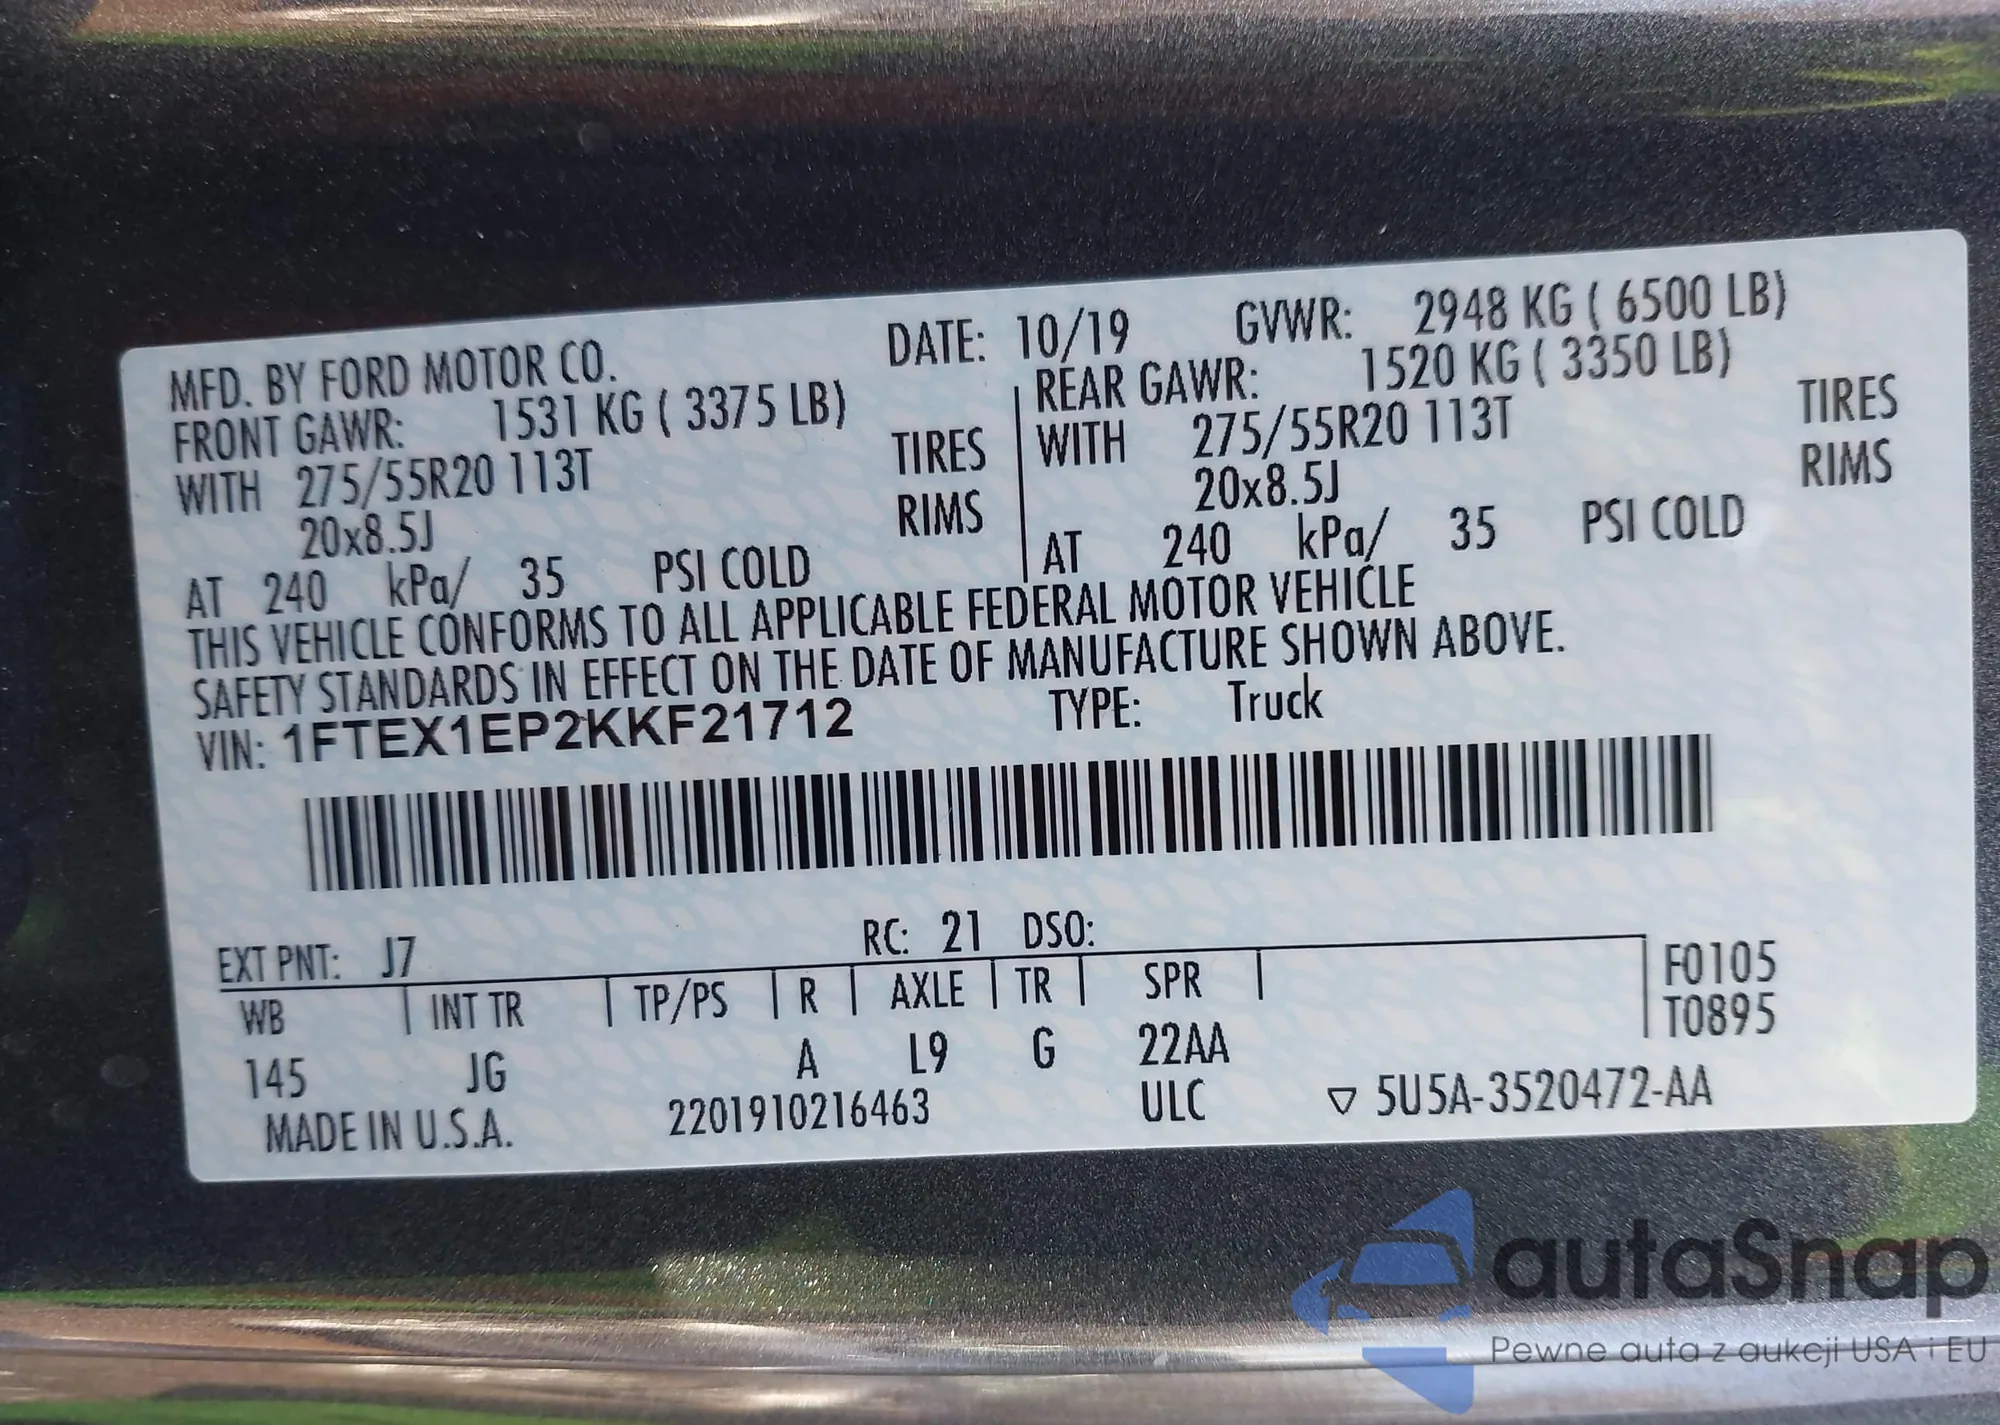 MFD. BY FORD MOTOR CO. DATE: 10/19 GVWR: 2948 KG ( 6500 LB)
FRONT GAWR: 1531 KG ( 3375 LB) REAR GAWR: 1520 KG ( 3350 LB)
WITH 275/55R20 113T TIRES WITH 275/55R20 113T TIRES
20x8.5J RIMS 20x8.5J RIMS
AT 240 kPa/ 35 PSI COLD AT 240 kPa/ 35 PSI COLD
THIS VEHICLE CONFORMS TO ALL APPLICABLE FEDERAL MOTOR VEHICLE
SAFETY STANDARDS IN EFFECT ON THE DATE OF MANUFACTURE SHOWN ABOVE.
VIN: 1FTEX1EP2KKF21712 TYPE: Truck
EXT PNT: J7 RC: 21 DSO:
WB INT TR TP/PS R AXLE TR SPR F0105
T0895
145 JG A L9 G 22AA
MADE IN U.S.A. 2201910216463 ULC ▽ 5U5A-3520472-AA
autaSnap
Pewne auta z aukcji USA i EU